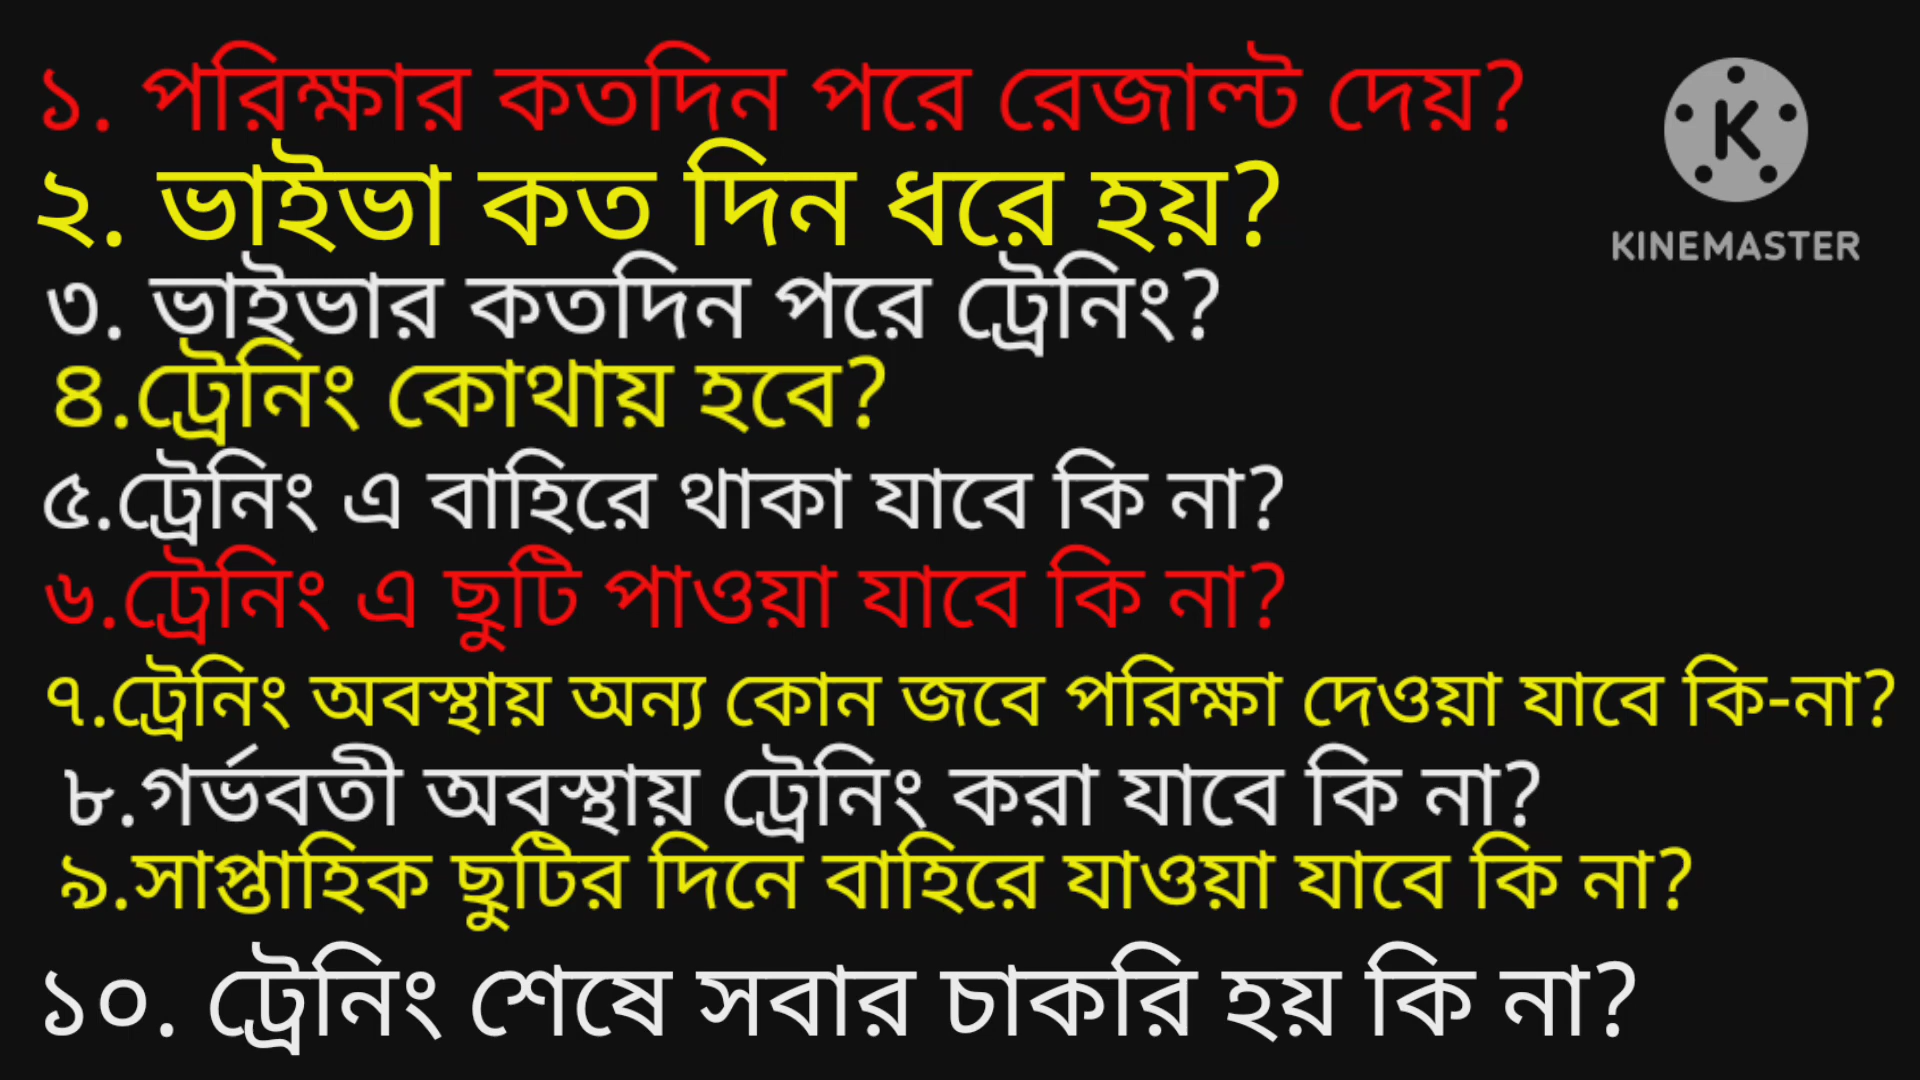 ১. পরিক্ষার কতদিন পরে রেজাল্ট দেয়?
২. ভাইভা কত দিন ধরে হয়?
৩. ভাইভার কতদিন পরে ট্রেনিং?
৪.ট্রেনিং কোথায় হবে?
৫.ট্রেনিং এ বাহিরে থাকা যাবে কি না?
৬.ট্রেনিং এ ছুটি পাওয়া যাবে কি না?
৭.ট্রেনিং অবস্থায় অন্য কোন জবে পরিক্ষা দেওয়া যাবে কি-না?
৮.গর্ভবতী অবস্থায় ট্রেনিং করা যাবে কি না?
৯.সাপ্তাহিক ছুটির দিনে বাহিরে যাওয়া যাবে কি না?
১০. ট্রেনিং শেষে সবার চাকরি হয় কি না?
K
KINEMASTER